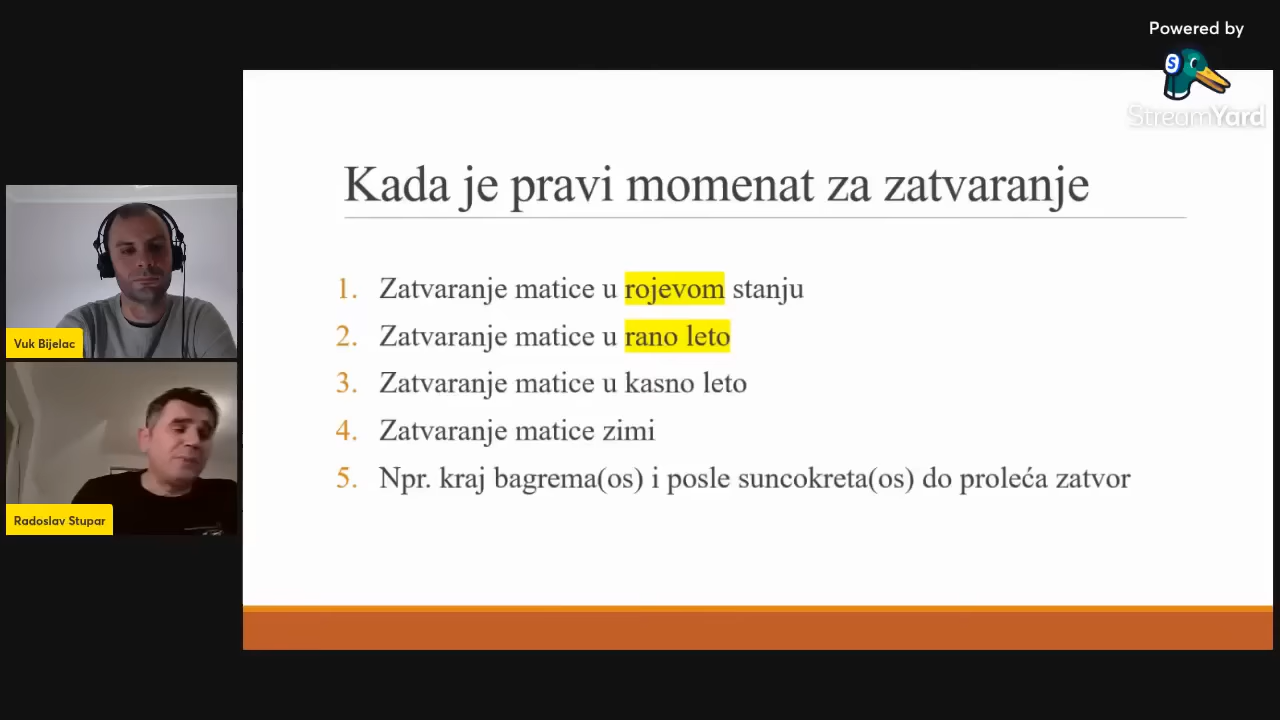 Powered by
StreamYard
Kada je pravi momenat za zatvaranje
1. Zatvaranje matice u rojevom stanju
2. Zatvaranje matice u rano leto
3. Zatvaranje matice u kasno leto
4. Zatvaranje matice zimi
5. Npr. kraj bagrema(os) i posle suncokreta(os) do proleća zatvor
Vuk Bijelac
Radoslav Stupar